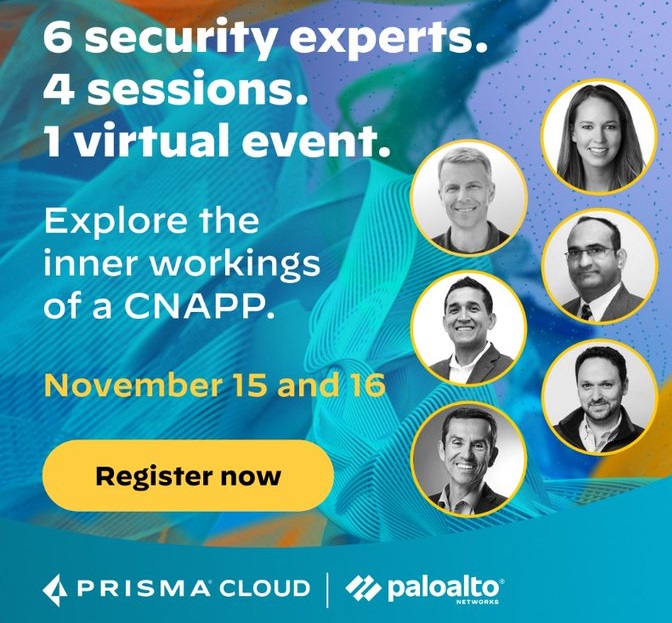 6 security experts.
4 sessions.
1 virtual event.
Explore the
inner workings
of a CNAPP.
November 15 and 16
Register now
PRISMA® CLOUD
paloalto®
NETWORKS